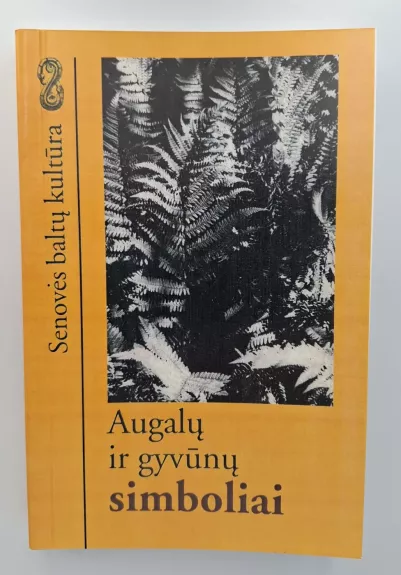 Senovės baltų kultūra
Augalų
ir gyvūnų
simboliai